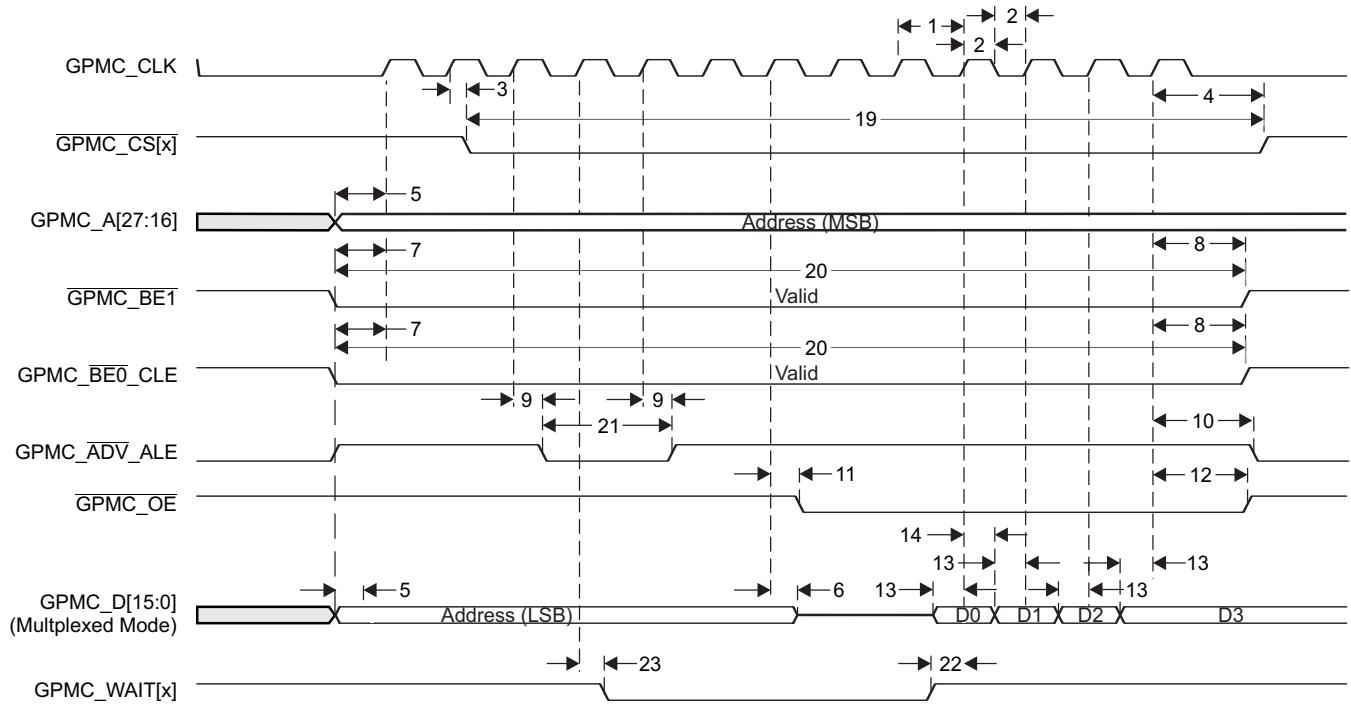 1
2
2
GPMC_CLK
3
4
19
GPMC_CS[x]
5
GPMC_A[27:16]
Address (MSB)
7
8
20
GPMC_BE1
Valid
7
8
20
GPMC_BE0_CLE
Valid
9
9
21
10
GPMC_ADV_ALE
11
12
GPMC_OE
14
13
13
5
6
13
13
GPMC_D[15:0]
(Multplexed Mode)
Address (LSB)
D0
D1
D2
D3
23
22
GPMC_WAIT[x]